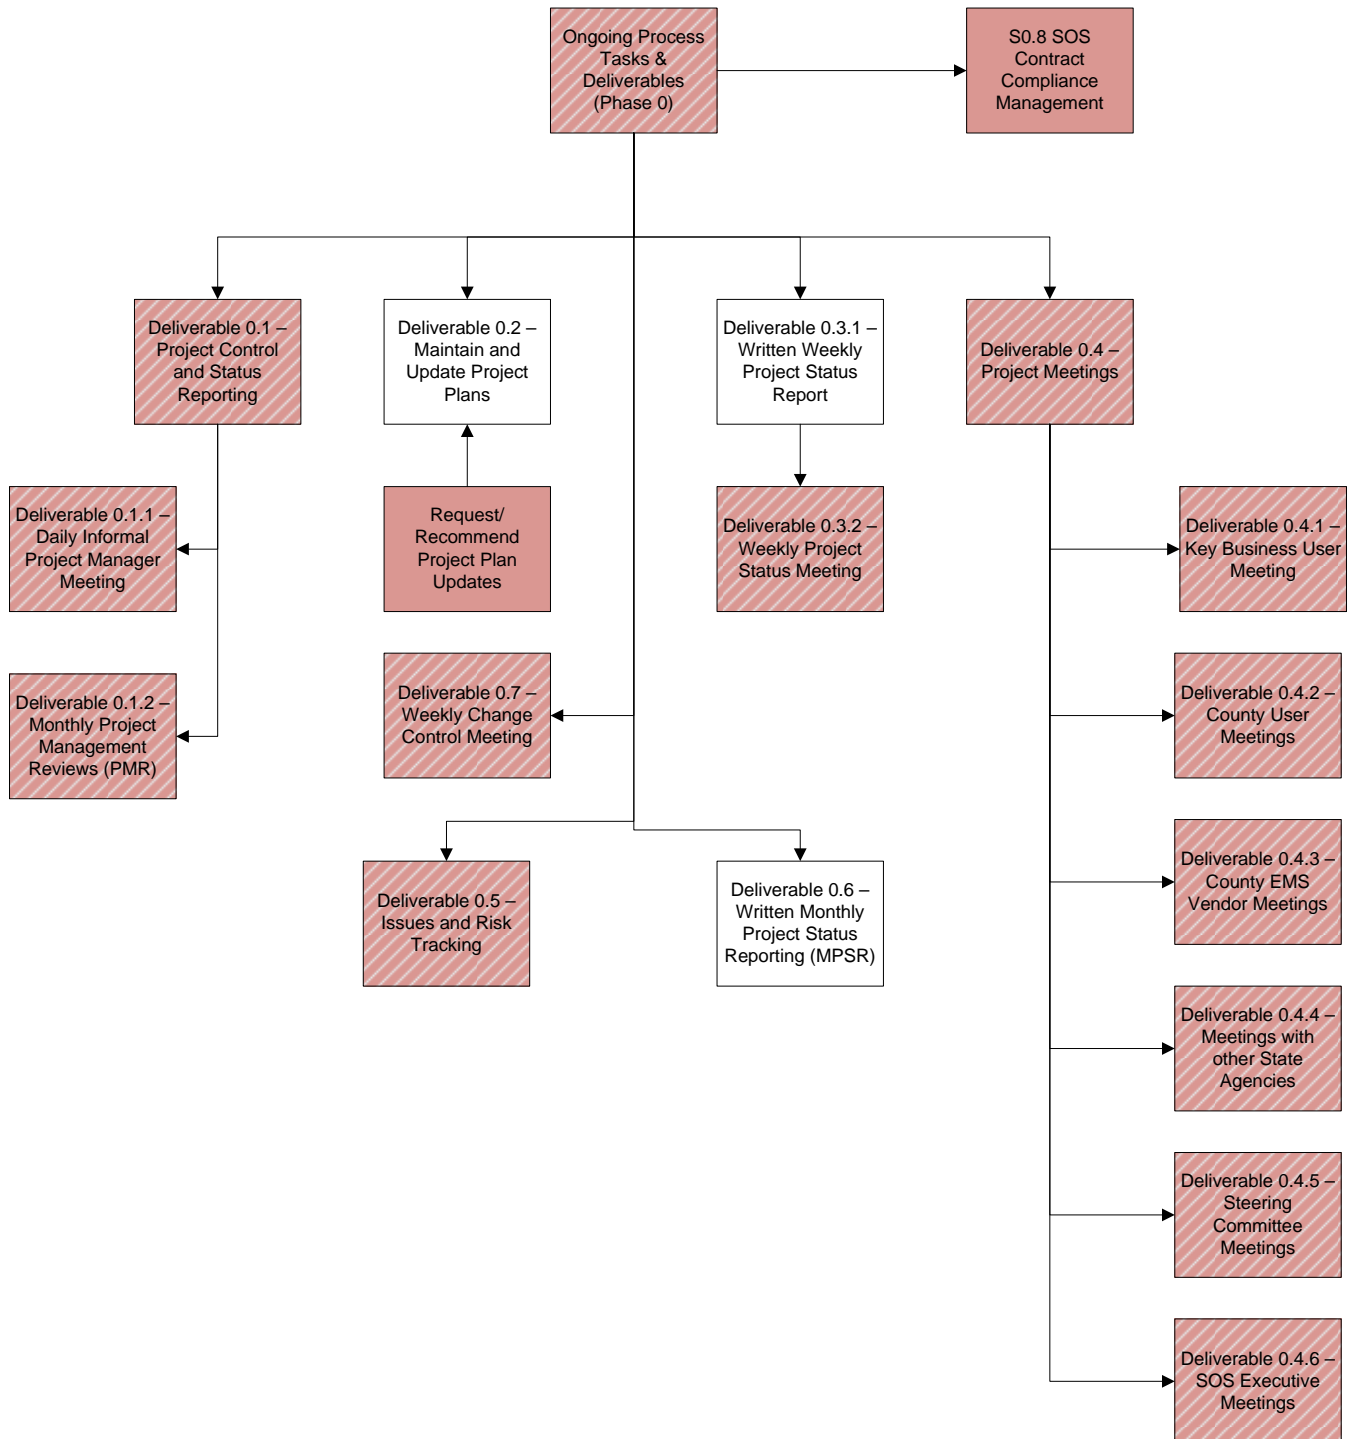 Ongoing Process
Tasks &
Deliverables
(Phase 0)
S0.8 SOS
Contract
Compliance
Management
Deliverable 0.1 –
Project Control
and Status
Reporting
Deliverable 0.2 –
Maintain and
Update Project
Plans
Deliverable 0.3.1 –
Written Weekly
Project Status
Report
Deliverable 0.4 –
Project Meetings
Deliverable 0.1.1 –
Daily Informal
Project Manager
Meeting
Request/
Recommend
Project Plan
Updates
Deliverable 0.3.2 –
Weekly Project
Status Meeting
Deliverable 0.4.1 –
Key Business User
Meeting
Deliverable 0.1.2 –
Monthly Project
Management
Reviews (PMR)
Deliverable 0.7 –
Weekly Change
Control Meeting
Deliverable 0.4.2 –
County User
Meetings
Deliverable 0.5 –
Issues and Risk
Tracking
Deliverable 0.6 –
Written Monthly
Project Status
Reporting (MPSR)
Deliverable 0.4.3 –
County EMS
Vendor Meetings
Deliverable 0.4.4 –
Meetings with
other State
Agencies
Deliverable 0.4.5 –
Steering
Committee
Meetings
Deliverable 0.4.6 –
SOS Executive
Meetings